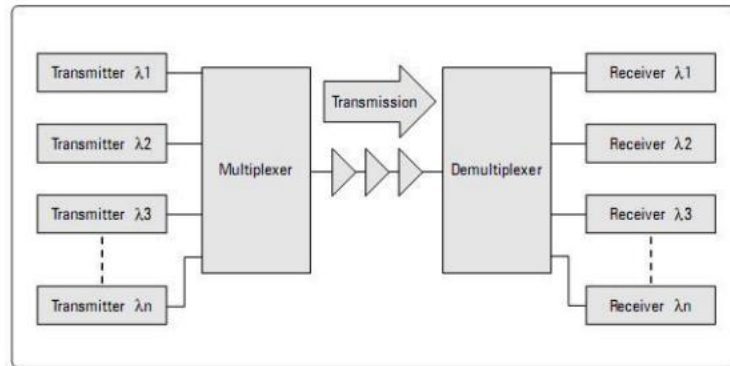 Transmitter λ1
Transmitter λ2
Transmitter λ3
Transmitter λn
Multiplexer
Transmission
Demultiplexer
Receiver λ1
Receiver λ2
Receiver λ3
Receiver λn